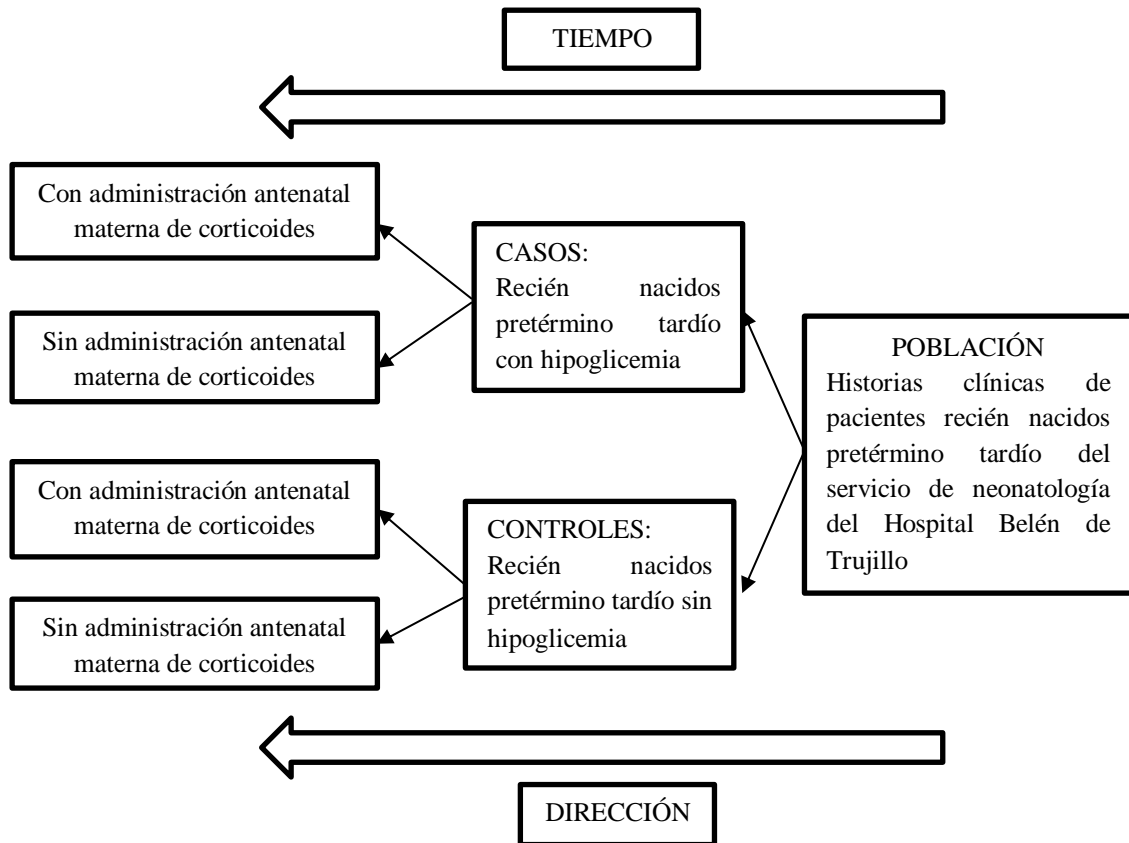 TIEMPO
Con administración antenatal
materna de corticoides
Sin administración antenatal
materna de corticoides
Con administración antenatal
materna de corticoides
Sin administración antenatal
materna de corticoides
CASOS:
Recién nacidos
pretérmino tardío
con hipoglicemia
CONTROLES:
Recién nacidos
pretérmino tardío sin
hipoglicemia
POBLACIÓN
Historias clínicas de
pacientes recién nacidos
pretérmino tardío del
servicio de neonatología
del Hospital Belén de
Trujillo
DIRECCIÓN